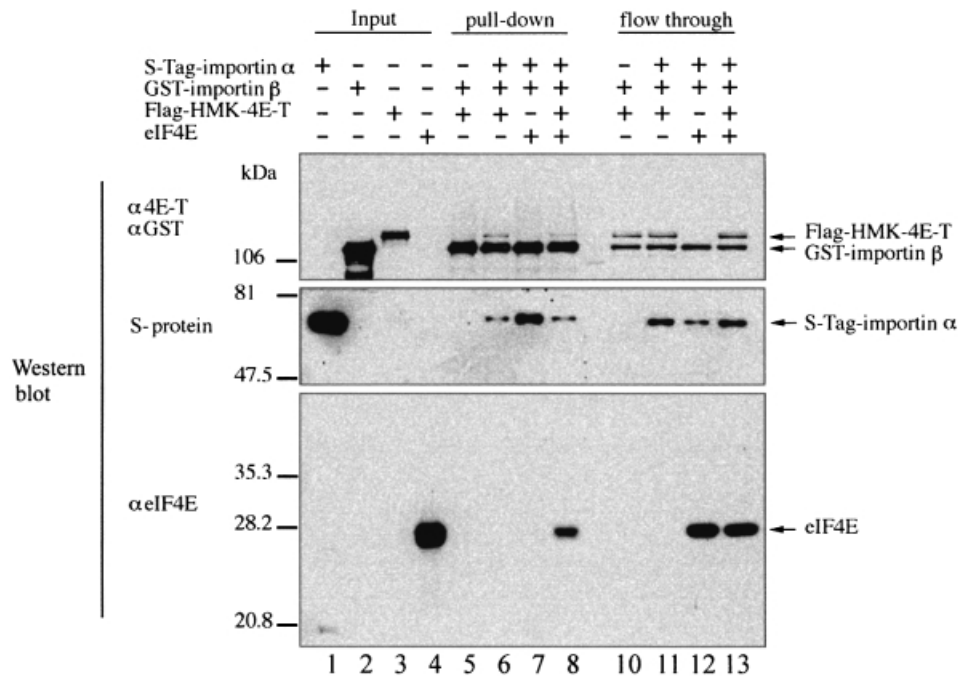 Input pull-down flow through
S-Tag-importin α + – – – – + + + – + + +
GST-importin β – + – – + + + + + + + +
Flag-HMK-4E-T – – + – + + – + + + – +
eIF4E – – – + – – + + – – + +
kDa
α4E-T
αGST
Flag-HMK-4E-T
GST-importin β
106
81
S-protein
S-Tag-importin α
47.5
Western
blot
35.3
αeIF4E
28.2
eIF4E
20.8
1 2 3 4 5 6 7 8 10 11 12 13